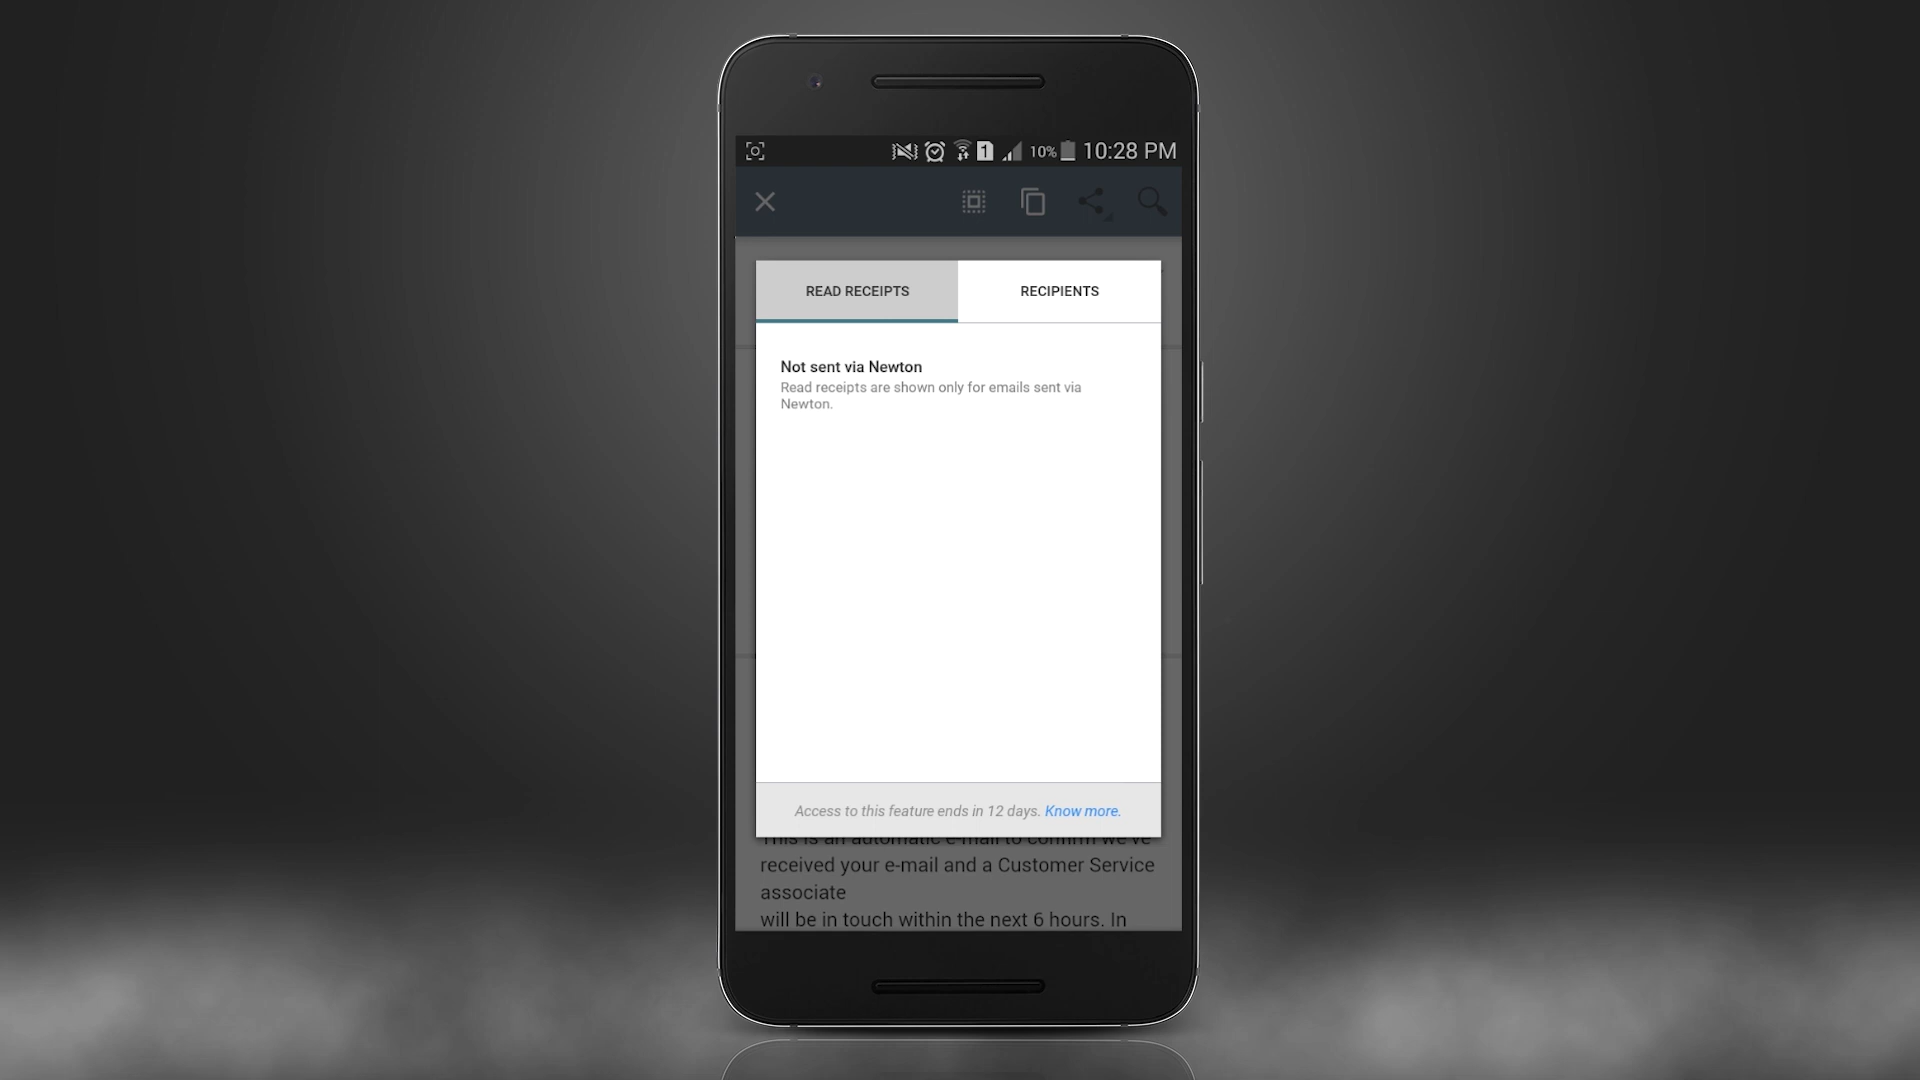 1 10% 10:28 PM
READ RECEIPTS RECIPIENTS
Not sent via Newton
Read receipts are shown only for emails sent via
Newton.
Access to this feature ends in 12 days. Know more.
This is an automatic e-mail to confirm we've
received your e-mail and a Customer Service
associate
will be in touch within the next 6 hours. In